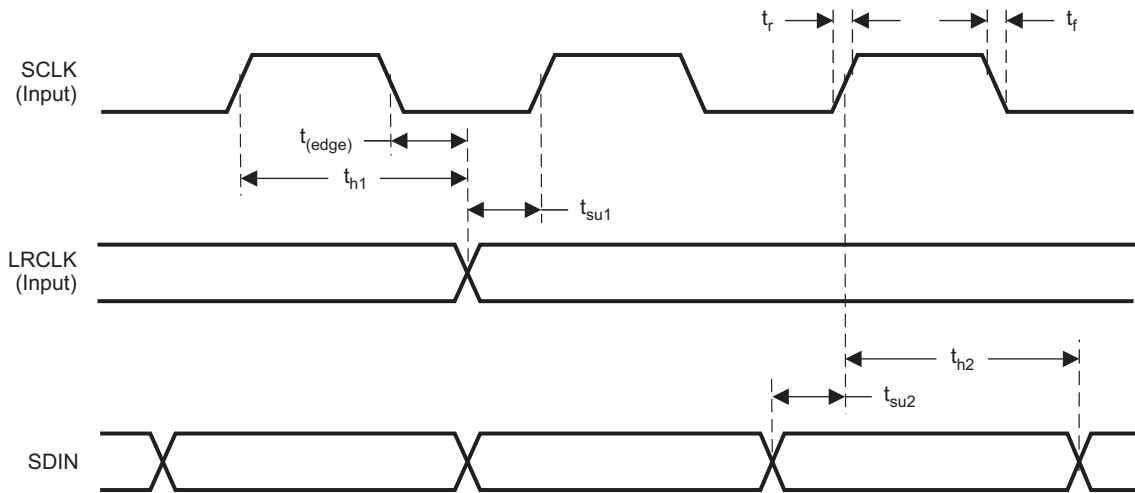 t_r
t_f
SCLK
(Input)
t_(edge)
t_h1
t_su1
LRCLK
(Input)
t_h2
t_su2
SDIN